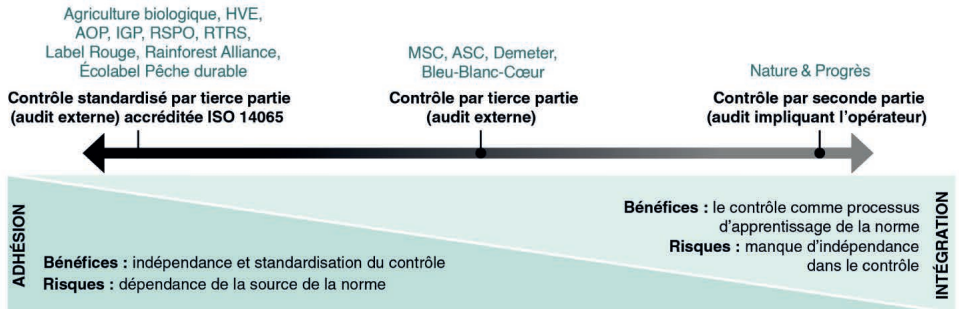 Agriculture biologique, HVE,
AOP, IGP, RSPO, RTRS,
Label Rouge, Rainforest Alliance,
Écolabel Pêche durable
Contrôle standardisé par tierce partie
(audit externe) accréditée ISO 14065
MSC, ASC, Demeter,
Bleu-Blanc-Cœur
Contrôle par tierce partie
(audit externe)
Nature & Progrès
Contrôle par seconde partie
(audit impliquant l’opérateur)
ADHÉSION
Bénéfices : indépendance et standardisation du contrôle
Risques : dépendance de la source de la norme
Bénéfices : le contrôle comme processus
d’apprentissage de la norme
Risques : manque d’indépendance
dans le contrôle
INTÉGRATION